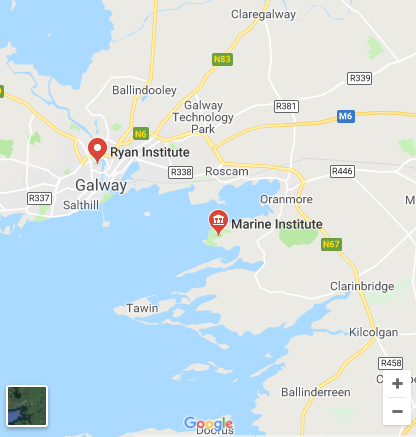 Claregalway
N83
R339
Ballindooley
Galway
Technology
Park
R381
M6
N6
Ryan Institute
R338
Roscam
R446
Galway
R337
Salthill
Oranmore
Marine Institute
N67
Clarinbridge
Tawin
Kilcolgan
R458
Ballinderreen
Google
+
−